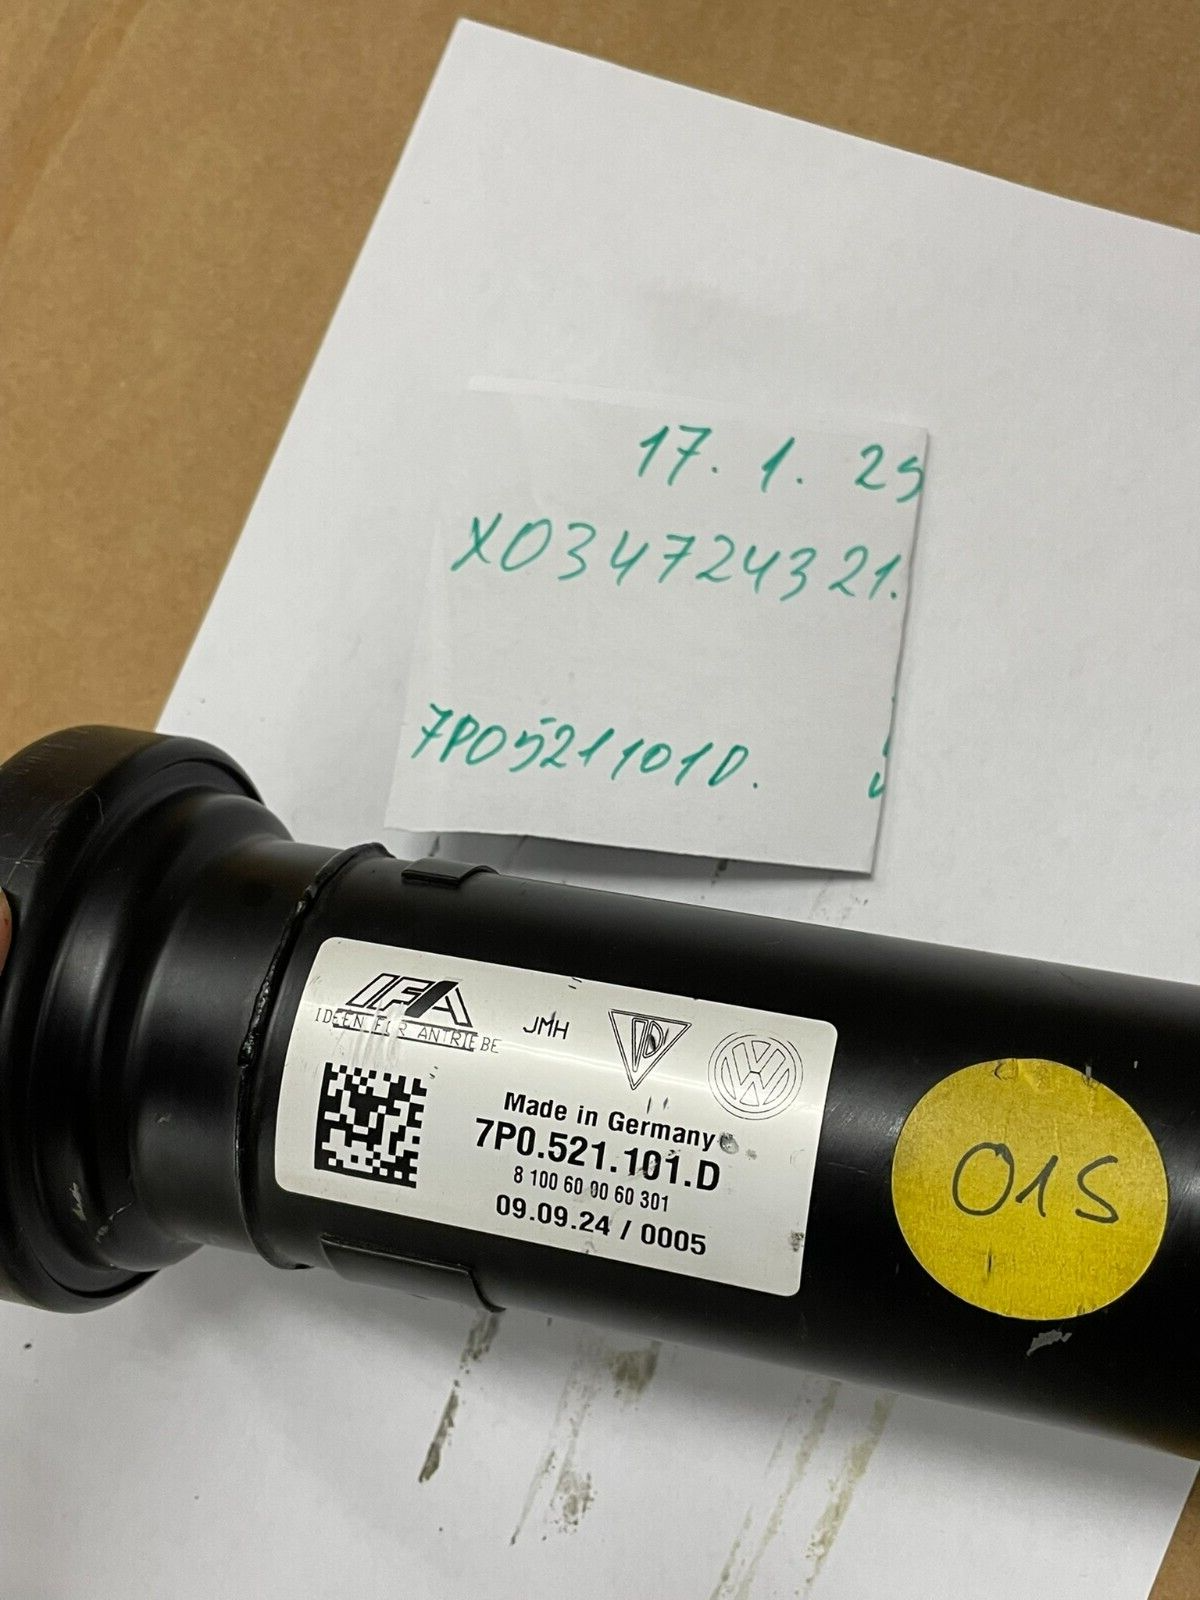 17. 1. 25
X034724321.
7P0521101D.
IFA
IDEEN FÜR ANTRIEBE
JMH
VW
Made in Germany
7P0.521.101.D
8 100 60 00 60 301
09.09.24 / 0005
01S